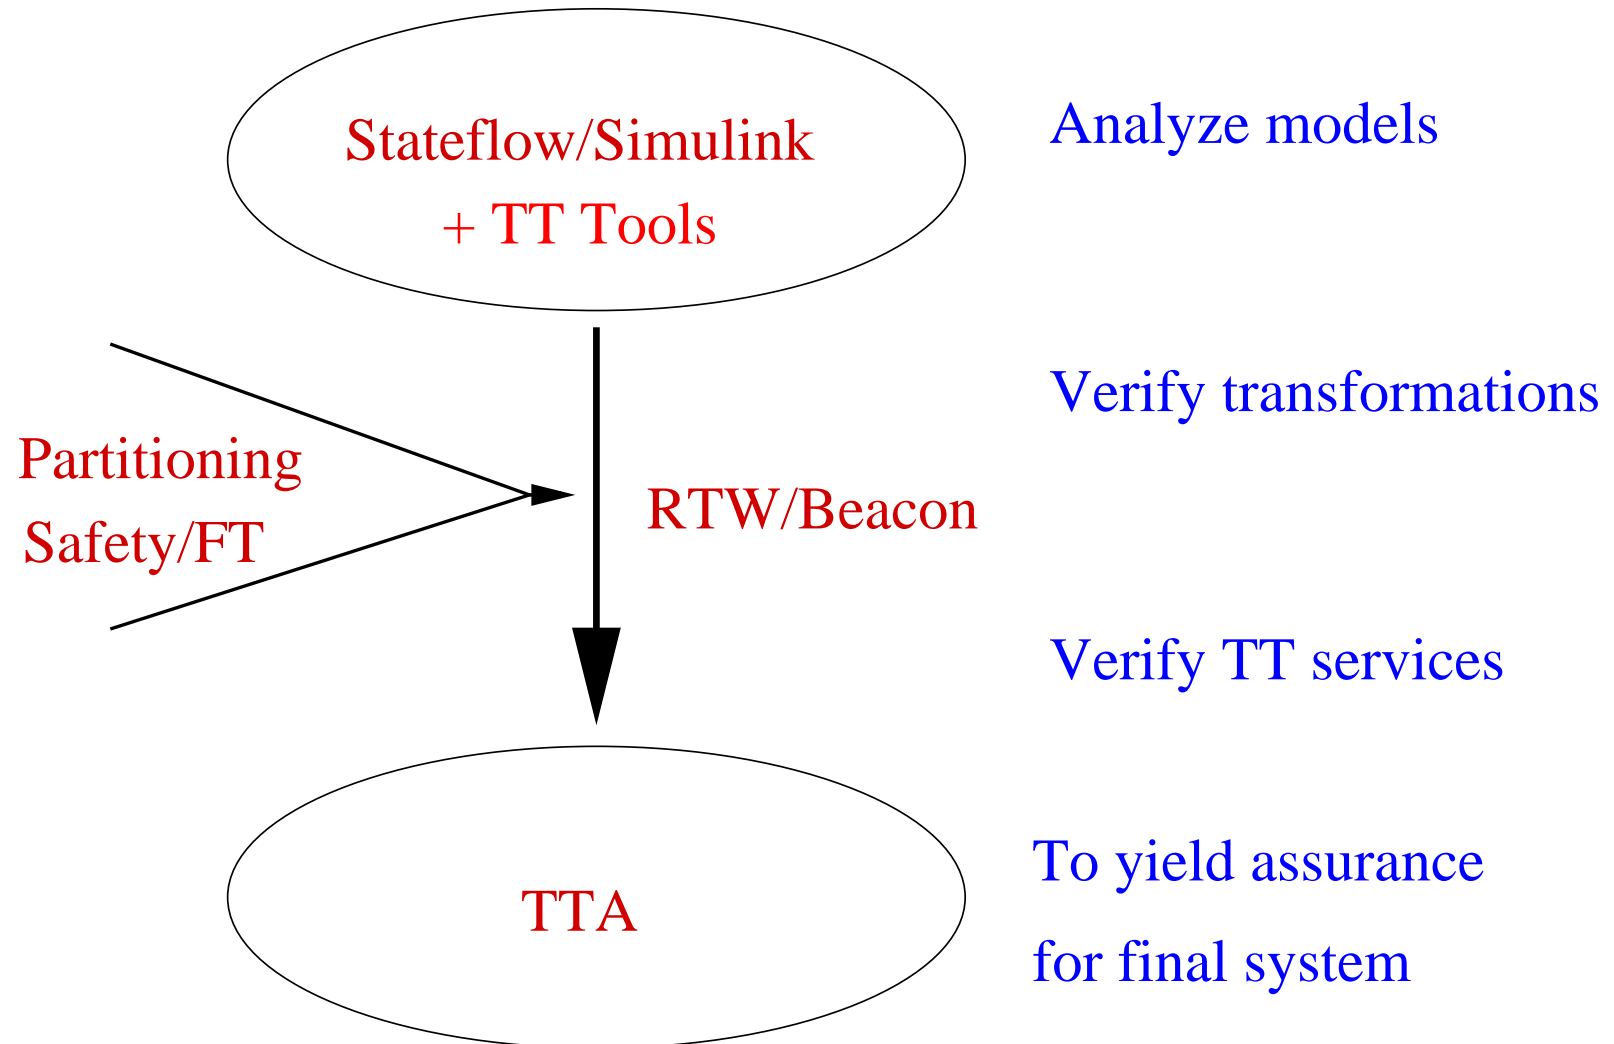 Stateflow/Simulink
+ TT Tools
Analyze models
Verify transformations
Partitioning
Safety/FT
RTW/Beacon
Verify TT services
TTA
To yield assurance
for final system